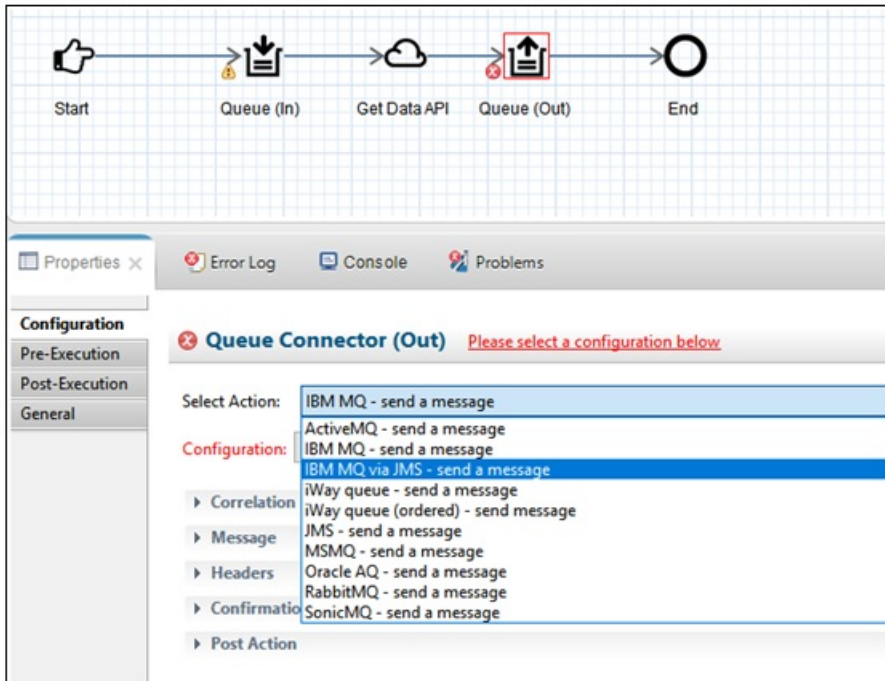 Start
Queue (In)
Get Data API
Queue (Out)
End
Properties
Error Log
Console
Problems
Configuration
Pre-Execution
Post-Execution
General
Queue Connector (Out) Please select a configuration below
Select Action: IBM MQ - send a message
ActiveMQ - send a message
Configuration: IBM MQ - send a message
IBM MQ via JMS - send a message
iWay queue - send a message
Correlation
iWay queue (ordered) - send message
JMS - send a message
Message
MSMQ - send a message
Headers
Oracle AQ - send a message
RabbitMQ - send a message
Confirmatio
SonicMQ - send a message
Post Action